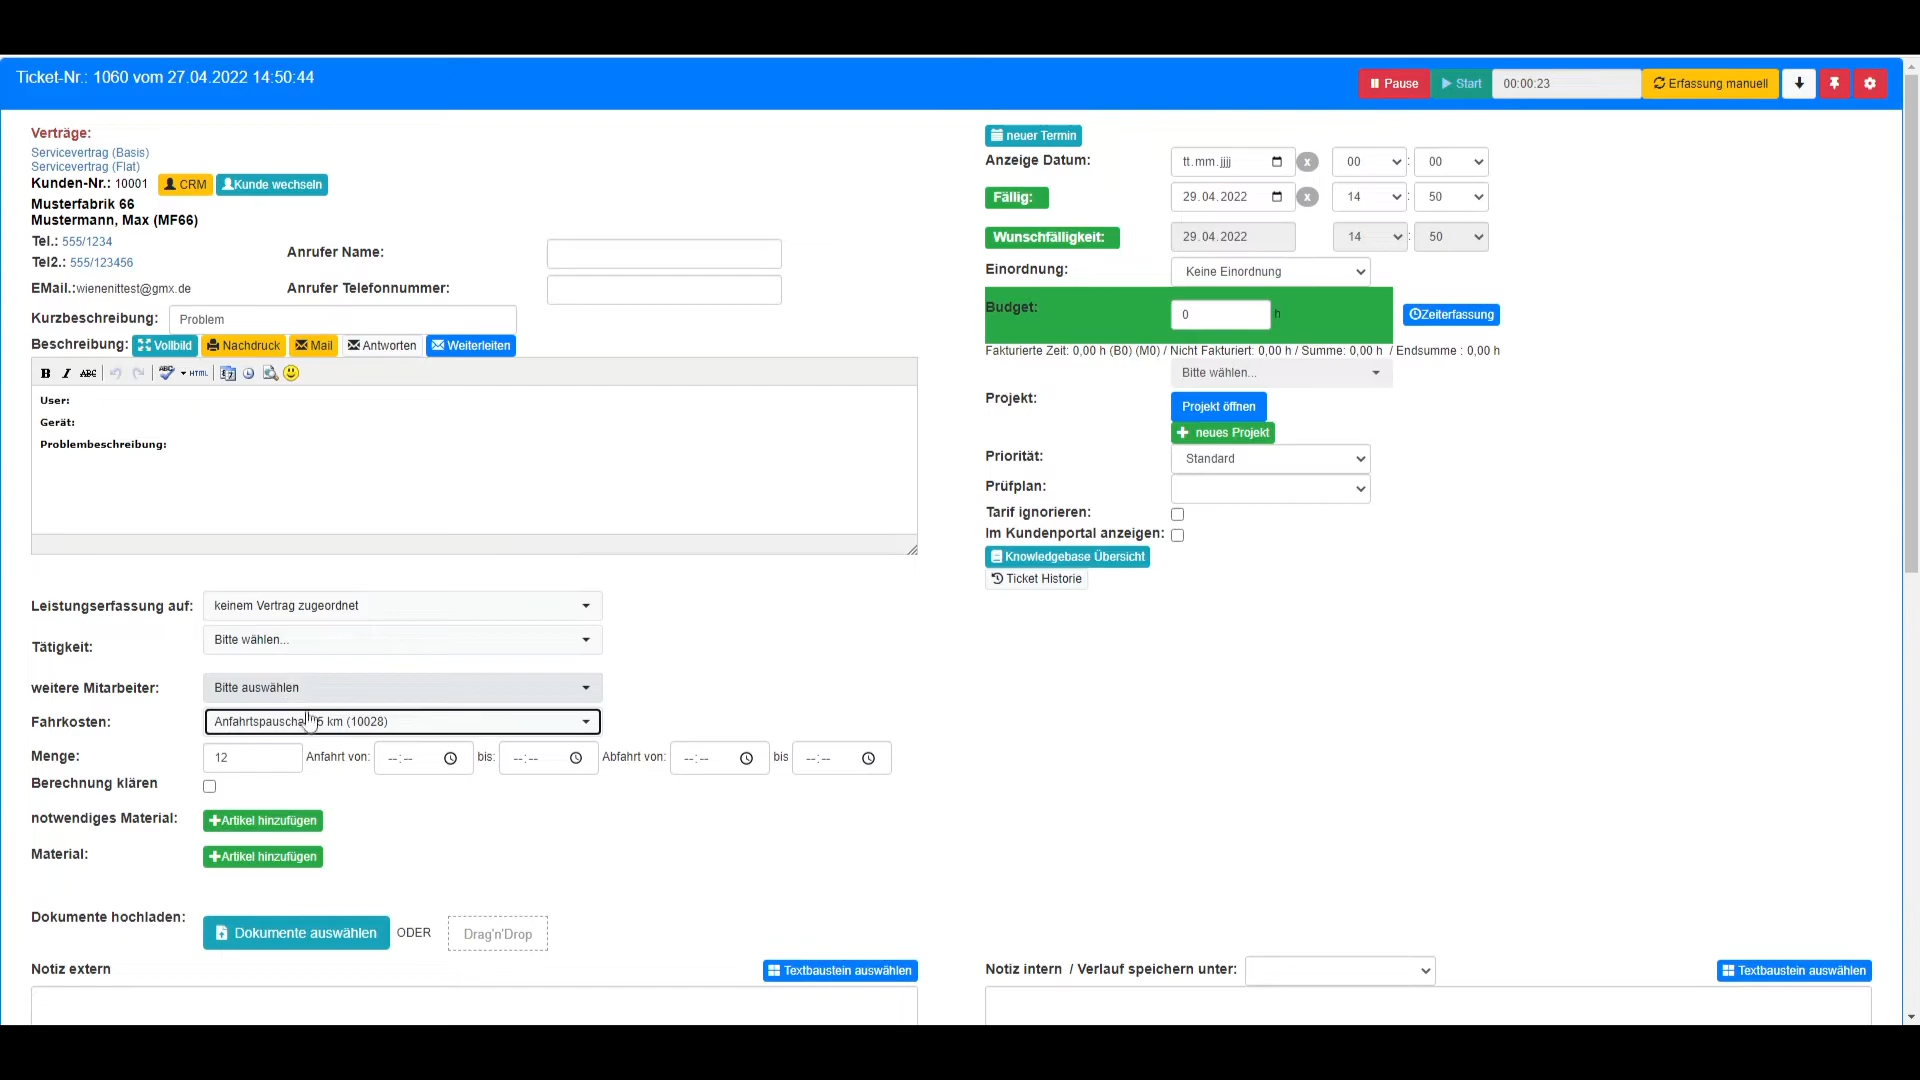 Ticket-Nr.: 1060 vom 27.04.2022 14:50:44
Pause Start 00:00:23 Erfassung manuell
Verträge:
Servicevertrag (Basis)
Servicevertrag (Flat)
Kunden-Nr.: 10001 CRM Kunde wechseln
Musterfabrik 66
Mustermann, Max (MF66)
Tel.: 555/1234
Tel2.: 555/123456
Anrufer Name:
EMail.:wienenittest@gmx.de Anrufer Telefonnummer:
Kurzbeschreibung: Problem
Beschreibung: Vollbild Nachdruck Mail Antworten Weiterleiten
B I ABC ABC HTML
User:
Gerät:
Problembeschreibung:
Leistungserfassung auf: keinem Vertrag zugeordnet
Tätigkeit: Bitte wählen...
weitere Mitarbeiter: Bitte auswählen
Fahrkosten: Anfahrtspauscha 5 km (10028)
Menge: 12 Anfahrt von: --:-- bis: --:-- Abfahrt von: --:-- bis --:--
Berechnung klären
notwendiges Material: Artikel hinzufügen
Material: Artikel hinzufügen
Dokumente hochladen: Dokumente auswählen ODER Drag'n'Drop
Notiz extern Textbaustein auswählen
neuer Termin
Anzeige Datum: tt.mm.jjjj x 00 : 00
Fällig: 29.04.2022 x 14 : 50
Wunschfälligkeit: 29.04.2022 14 : 50
Einordnung: Keine Einordnung
Budget: 0 h Zeiterfassung
Fakturierte Zeit: 0,00 h (B0) (M0) / Nicht Fakturiert: 0,00 h / Summe: 0,00 h / Endsumme : 0,00 h
Bitte wählen...
Projekt: Projekt öffnen
neues Projekt
Priorität: Standard
Prüfplan:
Tarif ignorieren:
Im Kundenportal anzeigen:
Knowledgebase Übersicht
Ticket Historie
Notiz intern / Verlauf speichern unter: Textbaustein auswählen